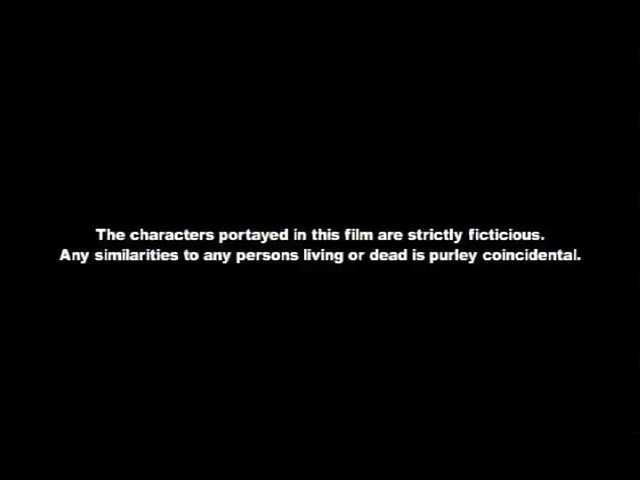 The characters portayed in this film are strictly ficticious.
Any similarities to any persons living or dead is purley coincidental.